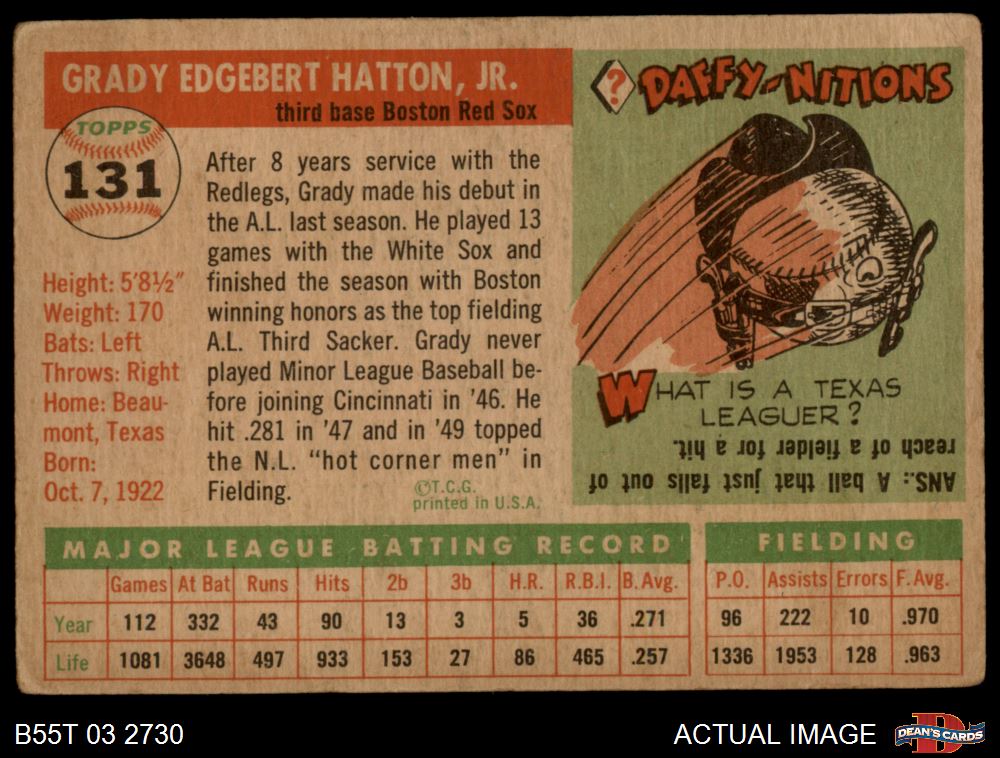 GRADY EDGEBERT HATTON, JR.
third base Boston Red Sox
TOPPS
131
Height: 5'8½"
Weight: 170
Bats: Left
Throws: Right
Home: Beau-
mont, Texas
Born:
Oct. 7, 1922
After 8 years service with the
Redlegs, Grady made his debut in
the A.L. last season. He played 13
games with the White Sox and
finished the season with Boston
winning honors as the top fielding
A.L. Third Sacker. Grady never
played Minor League Baseball be-
fore joining Cincinnati in '46. He
hit .281 in '47 and in '49 topped
the N.L. "hot corner men" in
Fielding.
©T.C.G.
printed in U.S.A.
? DAFFY-NITIONS
WHAT IS A TEXAS
LEAGUER?
ANS.: A ball that just falls out of
reach of a fielder for a hit.
MAJOR LEAGUE BATTING RECORD FIELDING
Games At Bat Runs Hits 2b 3b H.R. R.B.I. B. Avg. P.O. Assists Errors F. Avg.
Year 112 332 43 90 13 3 5 36 .271 96 222 10 .970
Life 1081 3648 497 933 153 27 86 465 .257 1336 1953 128 .963
B55T 03 2730
ACTUAL IMAGE
D
DEAN'S CARDS